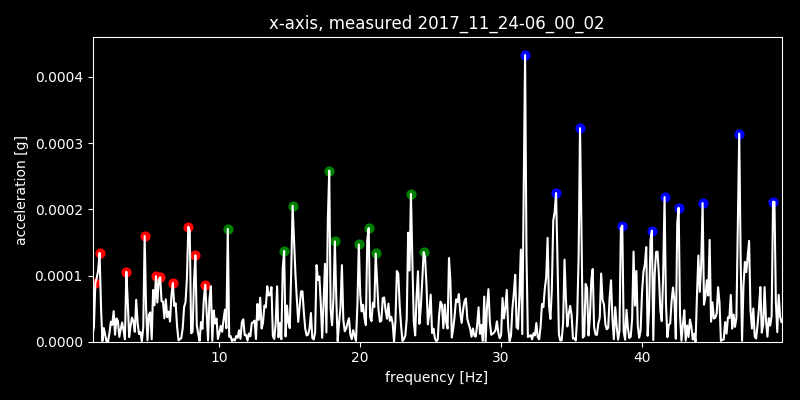 x-axis, measured 2017_11_24-06_00_02
acceleration [g]
0.0004
0.0003
0.0002
0.0001
0.0000
10 20 30 40
frequency [Hz]